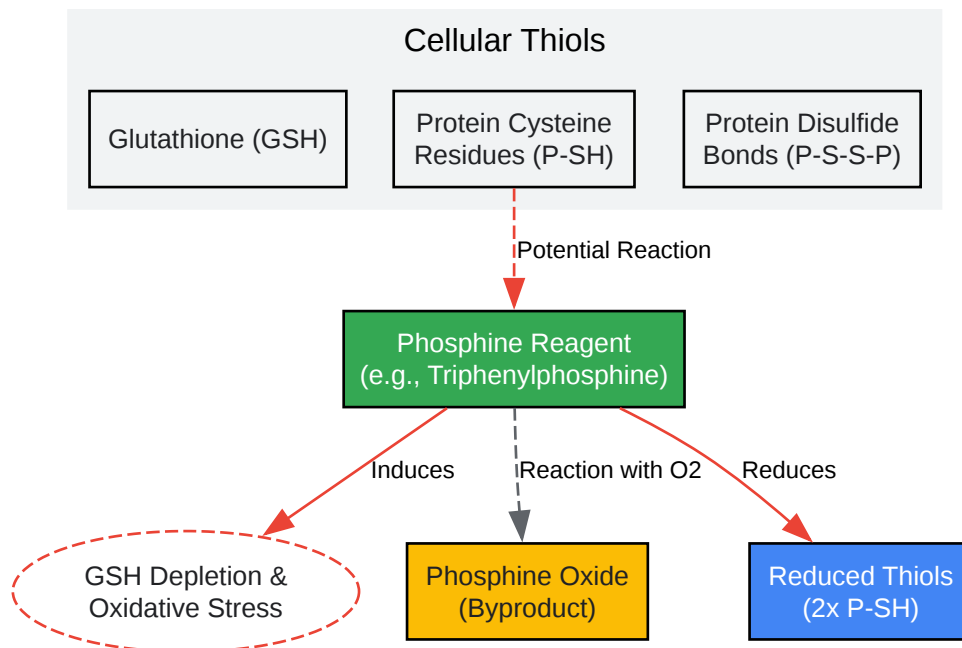 Cellular Thiols
Glutathione (GSH)
Protein Cysteine
Residues (P-SH)
Protein Disulfide
Bonds (P-S-S-P)
Potential Reaction
Phosphine Reagent
(e.g., Triphenylphosphine)
Induces
Reaction with O2
Reduces
GSH Depletion &
Oxidative Stress
Phosphine Oxide
(Byproduct)
Reduced Thiols
(2x P-SH)